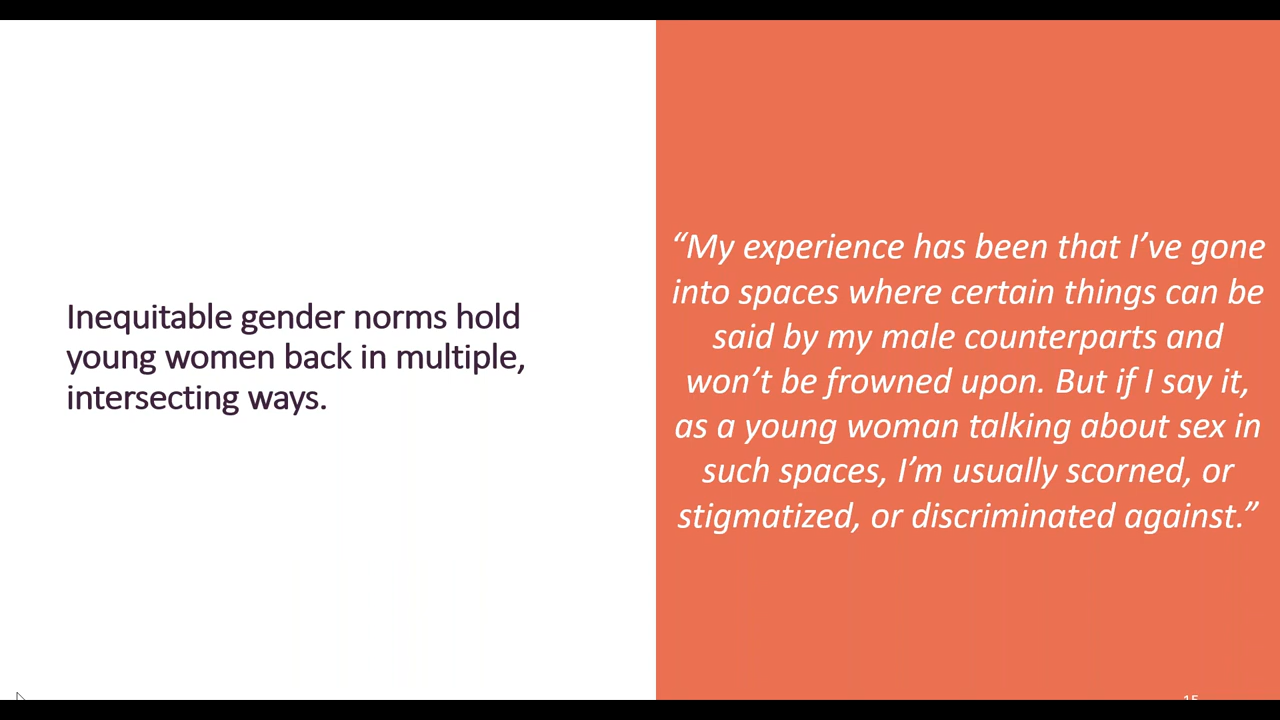 Inequitable gender norms hold
young women back in multiple,
intersecting ways.
“My experience has been that I’ve gone
into spaces where certain things can be
said by my male counterparts and
won’t be frowned upon. But if I say it,
as a young woman talking about sex in
such spaces, I’m usually scorned, or
stigmatized, or discriminated against.”